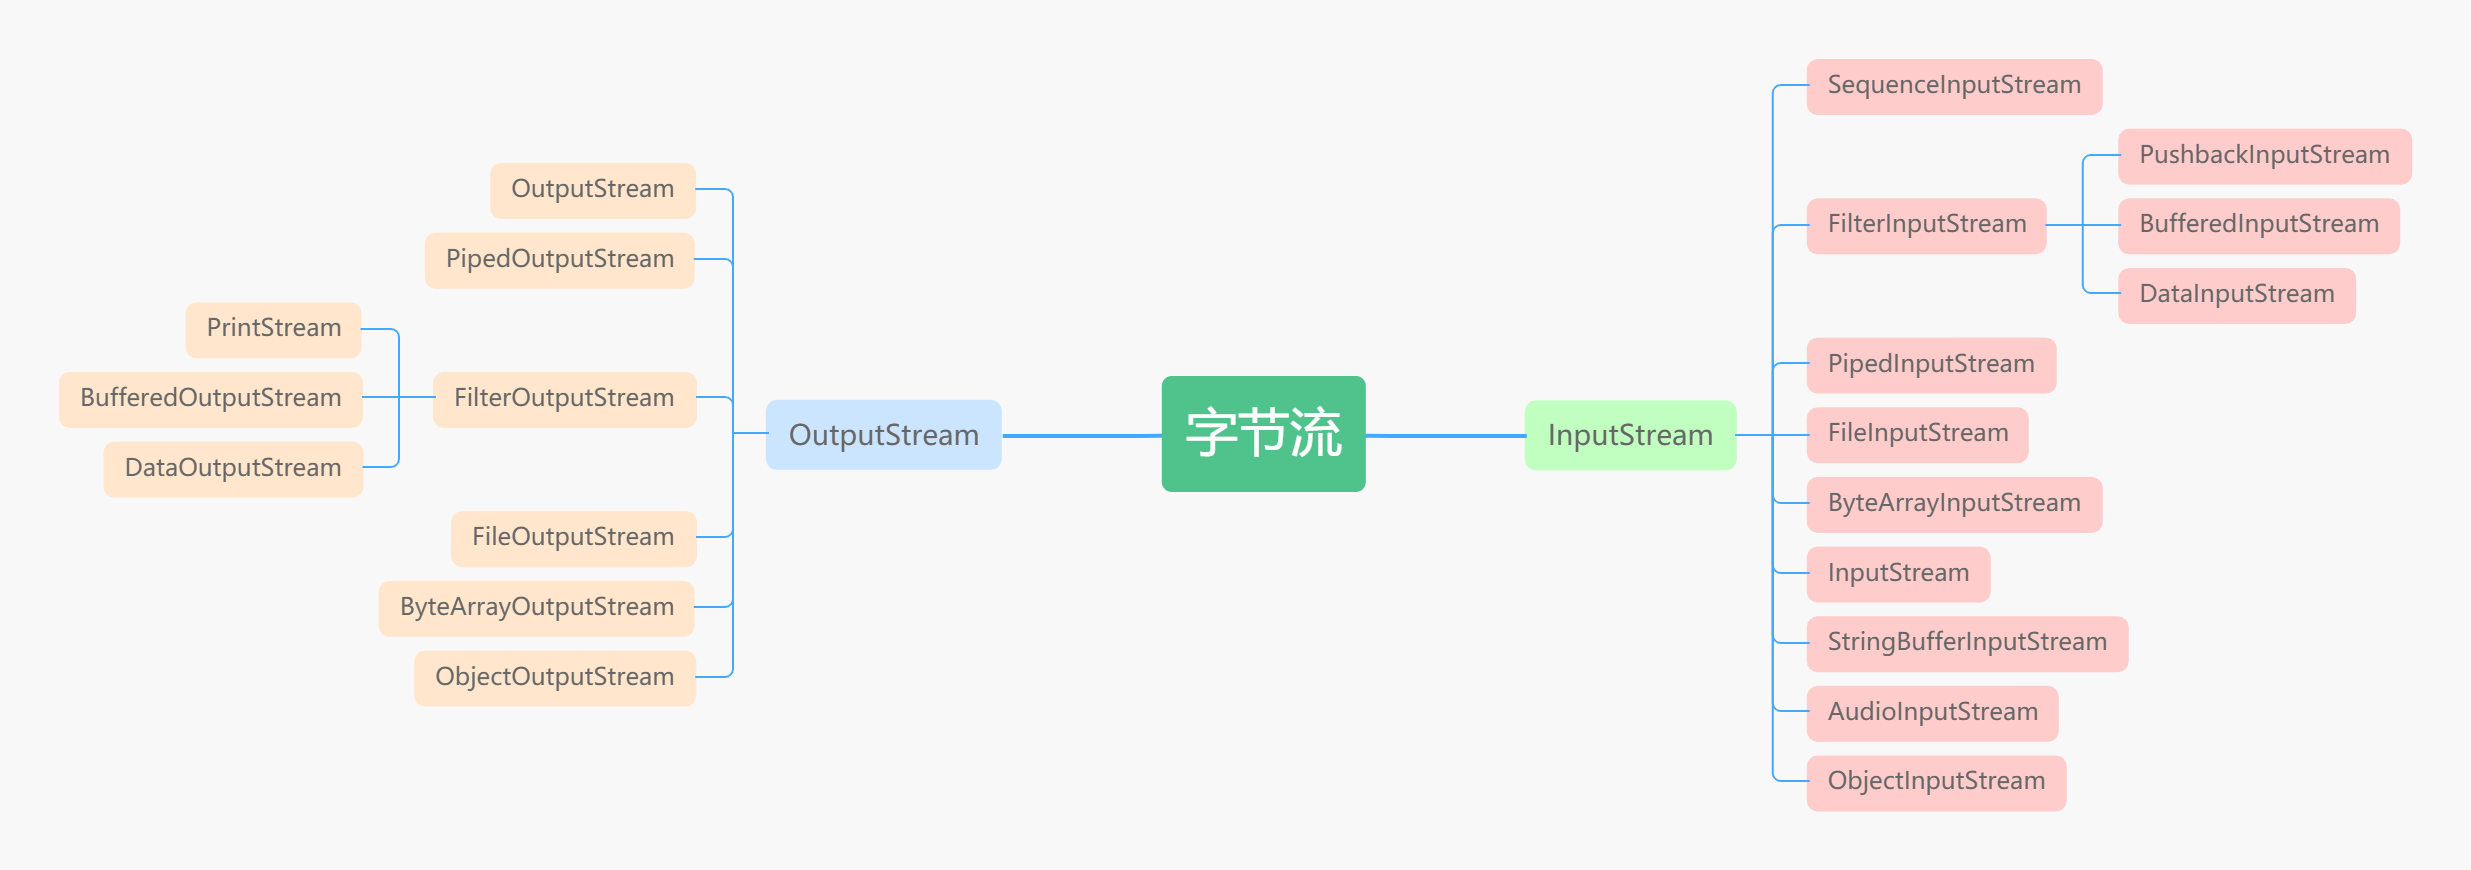 字节流
OutputStream
OutputStream
PipedOutputStream
FilterOutputStream
PrintStream
BufferedOutputStream
DataOutputStream
FileOutputStream
ByteArrayOutputStream
ObjectOutputStream
InputStream
SequenceInputStream
FilterInputStream
PushbackInputStream
BufferedInputStream
DataInputStream
PipedInputStream
FileInputStream
ByteArrayInputStream
InputStream
StringBufferInputStream
AudioInputStream
ObjectInputStream